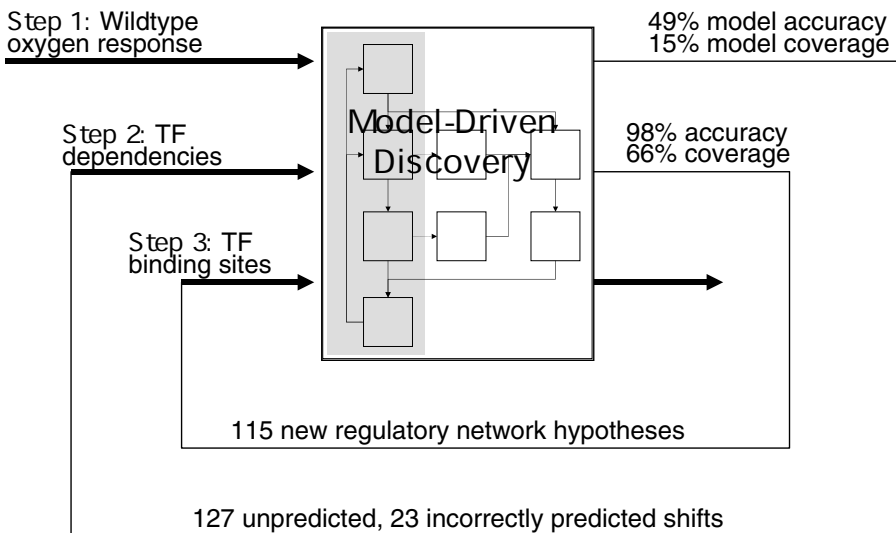 Step 1: Wildtype
oxygen response
49% model accuracy
15% model coverage
Model-Driven
Discovery
Step 2: TF
dependencies
98% accuracy
66% coverage
Step 3: TF
binding sites
115 new regulatory network hypotheses
127 unpredicted, 23 incorrectly predicted shifts